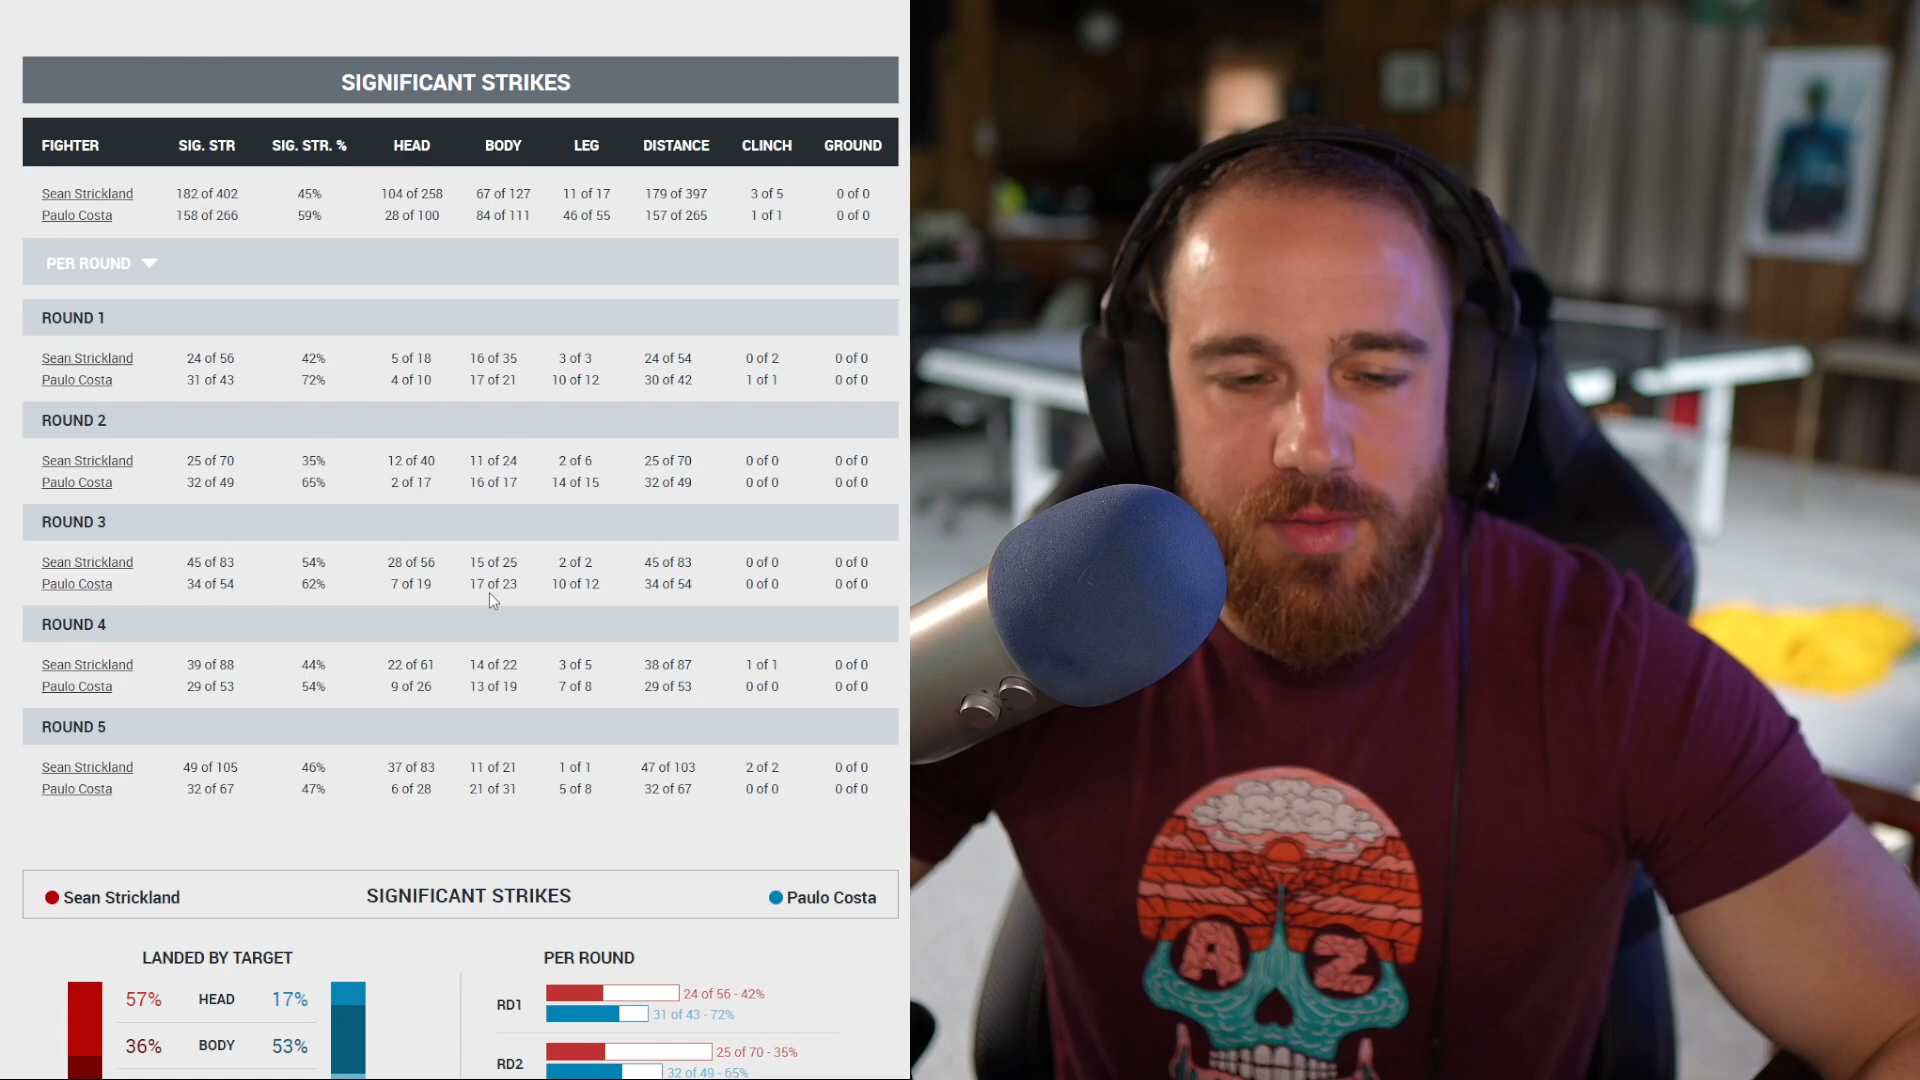 SIGNIFICANT STRIKES
FIGHTER SIG. STR SIG. STR. % HEAD BODY LEG DISTANCE CLINCH GROUND
Sean Strickland 182 of 402 45% 104 of 258 67 of 127 11 of 17 179 of 397 3 of 5 0 of 0
Paulo Costa 158 of 266 59% 28 of 100 84 of 111 46 of 55 157 of 265 1 of 1 0 of 0
PER ROUND
ROUND 1
Sean Strickland 24 of 56 42% 5 of 18 16 of 35 3 of 3 24 of 54 0 of 2 0 of 0
Paulo Costa 31 of 43 72% 4 of 10 17 of 21 10 of 12 30 of 42 1 of 1 0 of 0
ROUND 2
Sean Strickland 25 of 70 35% 12 of 40 11 of 24 2 of 6 25 of 70 0 of 0 0 of 0
Paulo Costa 32 of 49 65% 2 of 17 16 of 17 14 of 15 32 of 49 0 of 0 0 of 0
ROUND 3
Sean Strickland 45 of 83 54% 28 of 56 15 of 25 2 of 2 45 of 83 0 of 0 0 of 0
Paulo Costa 34 of 54 62% 7 of 19 17 of 23 10 of 12 34 of 54 0 of 0 0 of 0
ROUND 4
Sean Strickland 39 of 88 44% 22 of 61 14 of 22 3 of 5 38 of 87 1 of 1 0 of 0
Paulo Costa 29 of 53 54% 9 of 26 13 of 19 7 of 8 29 of 53 0 of 0 0 of 0
ROUND 5
Sean Strickland 49 of 105 46% 37 of 83 11 of 21 1 of 1 47 of 103 2 of 2 0 of 0
Paulo Costa 32 of 67 47% 6 of 28 21 of 31 5 of 8 32 of 67 0 of 0 0 of 0
Sean Strickland SIGNIFICANT STRIKES Paulo Costa
LANDED BY TARGET
57% HEAD 17%
36% BODY 53%
PER ROUND
RD1 24 of 56 - 42%
31 of 43 - 72%
RD2 25 of 70 - 35%
32 of 49 - 65%
A Z